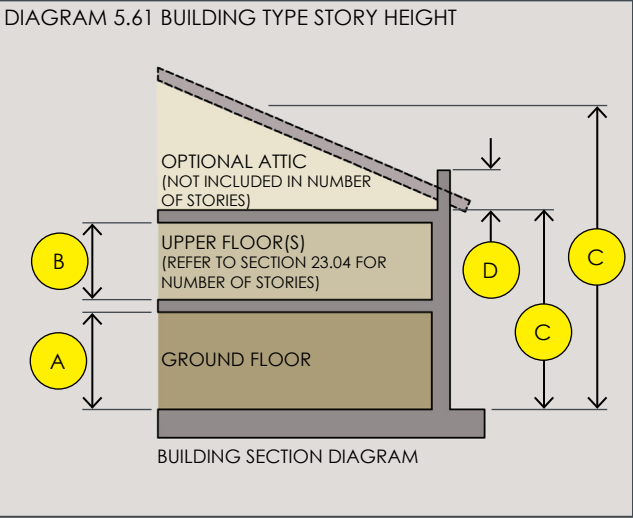 DIAGRAM 5.61 BUILDING TYPE STORY HEIGHT
OPTIONAL ATTIC
(NOT INCLUDED IN NUMBER
OF STORIES)
UPPER FLOOR(S)
(REFER TO SECTION 23.04 FOR
NUMBER OF STORIES)
B
D
C
C
A
GROUND FLOOR
BUILDING SECTION DIAGRAM